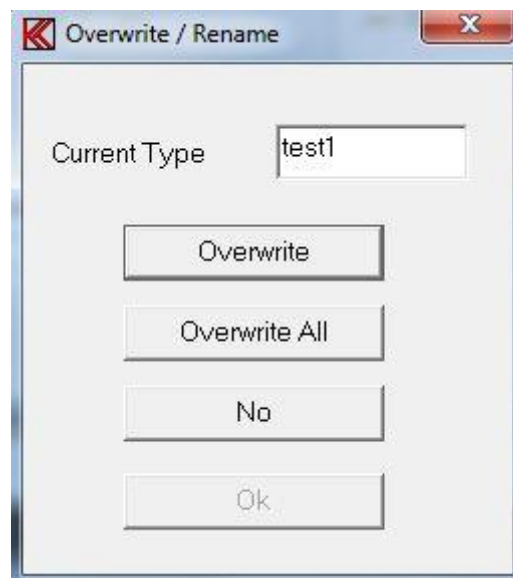 Overwrite / Rename
Current Type test1
Overwrite
Overwrite All
No
Ok